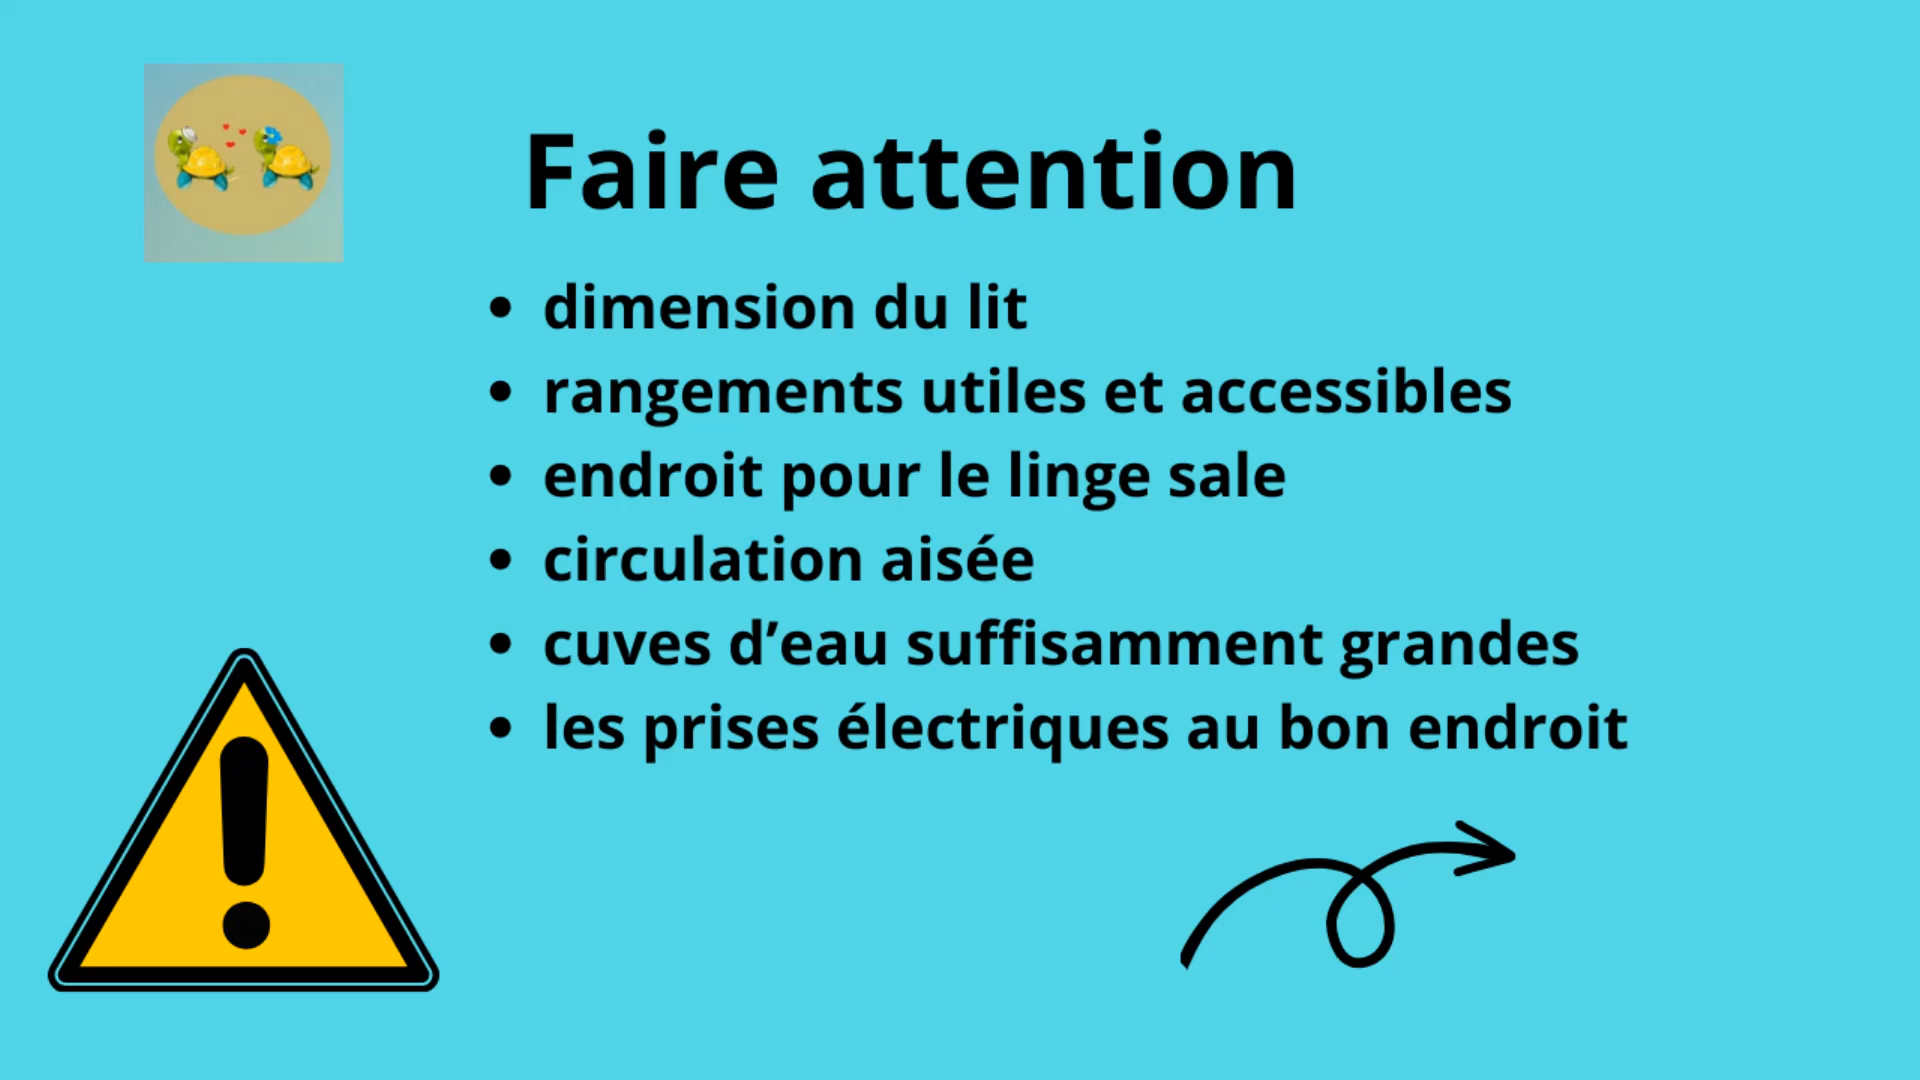 Faire attention
• dimension du lit
• rangements utiles et accessibles
• endroit pour le linge sale
• circulation aisée
• cuves d’eau suffisamment grandes
• les prises électriques au bon endroit